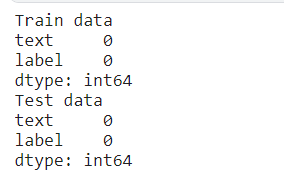 Train data
text     0
label    0
dtype: int64
Test data
text     0
label    0
dtype: int64